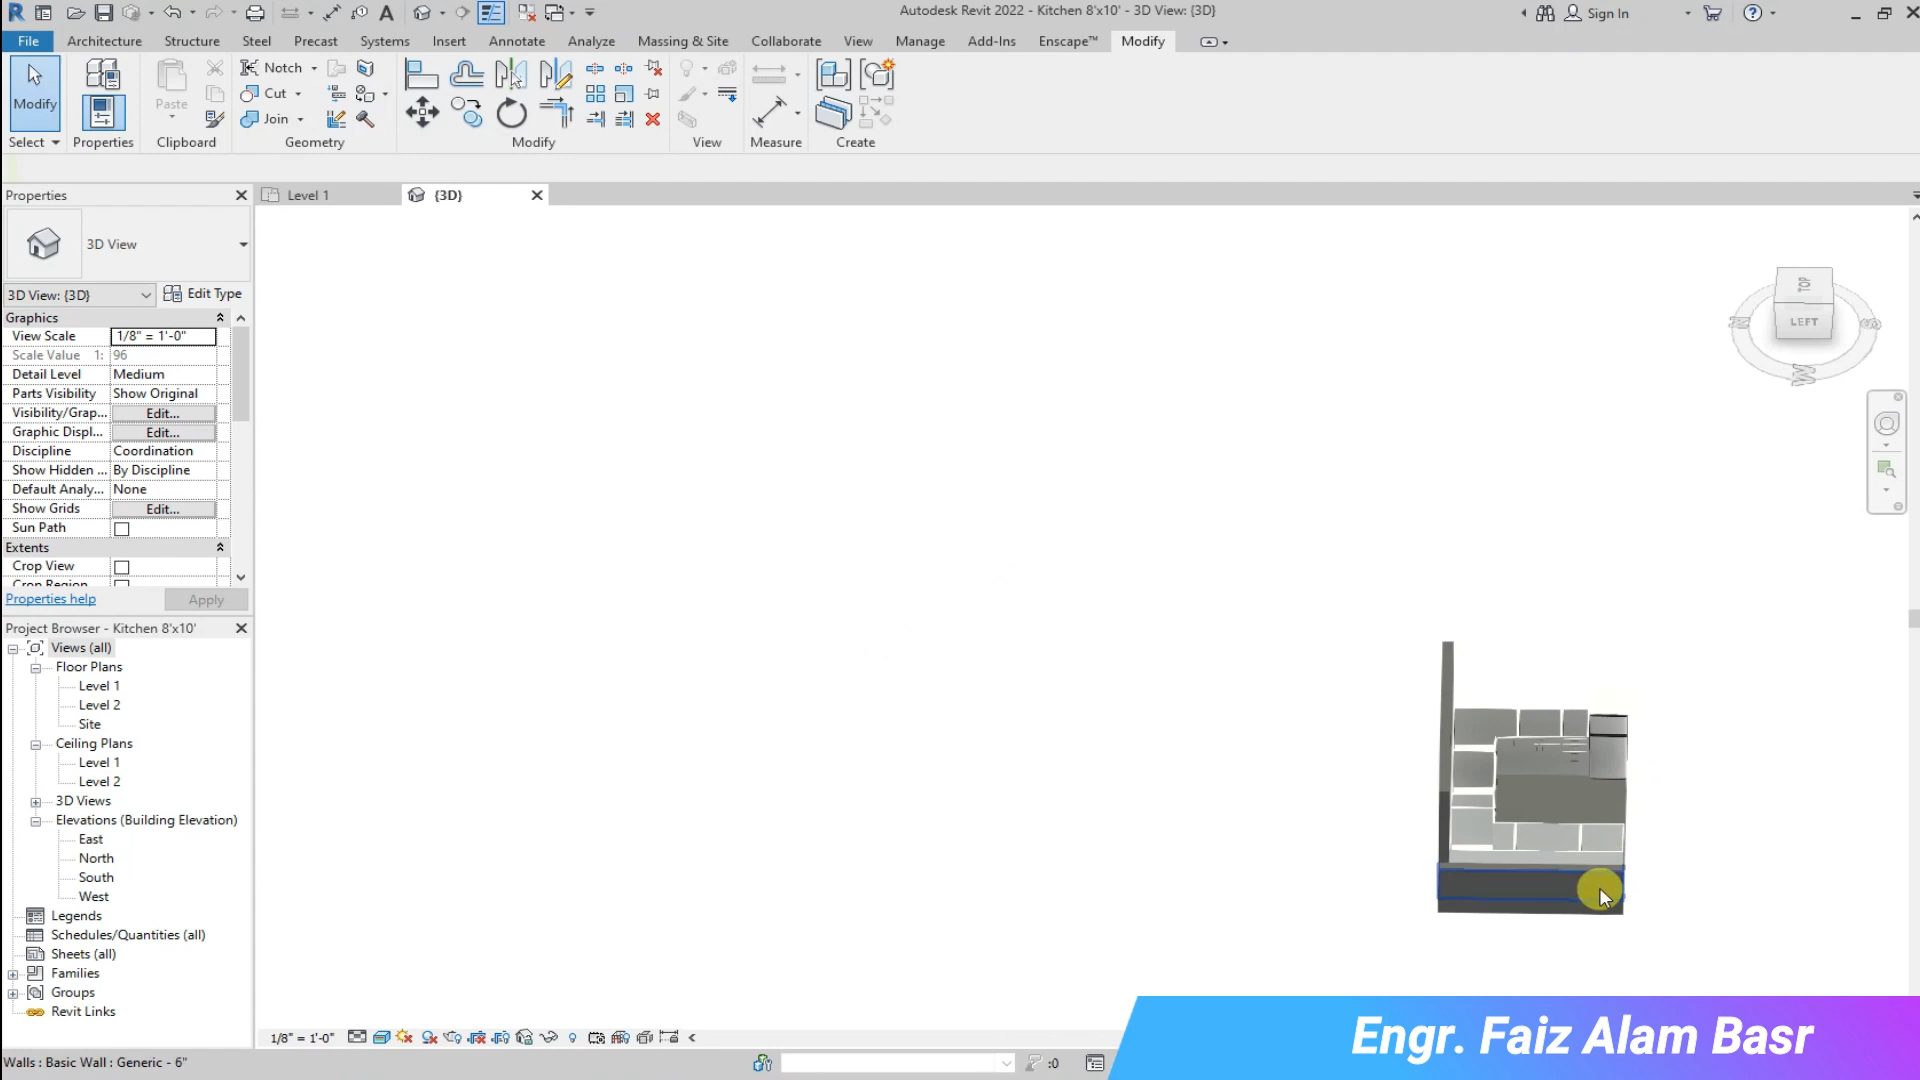 Autodesk Revit 2022 - Kitchen 8'x10' - 3D View: {3D}
Sign In
File
Architecture
Structure
Steel
Precast
Systems
Insert
Annotate
Analyze
Massing & Site
Collaborate
View
Manage
Add-Ins
Enscape™
Modify
Modify
Paste
Notch
Cut
Join
Select
Properties
Clipboard
Geometry
Modify
View
Measure
Create
Properties
Level 1
{3D}
3D View
3D View: {3D}
Edit Type
Graphics
View Scale 1/8" = 1'-0"
Scale Value 1: 96
Detail Level Medium
Parts Visibility Show Original
Visibility/Grap... Edit...
Graphic Displ... Edit...
Discipline Coordination
Show Hidden ... By Discipline
Default Analy... None
Show Grids Edit...
Sun Path
Extents
Crop View
Crop Region
Properties help
Apply
Project Browser - Kitchen 8'x10'
Views (all)
Floor Plans
Level 1
Level 2
Site
Ceiling Plans
Level 1
Level 2
3D Views
Elevations (Building Elevation)
East
North
South
West
Legends
Schedules/Quantities (all)
Sheets (all)
Families
Groups
Revit Links
TOP
LEFT
N
S
W
1/8" = 1'-0"
Walls : Basic Wall : Generic - 6"
:0
Engr. Faiz Alam Basr